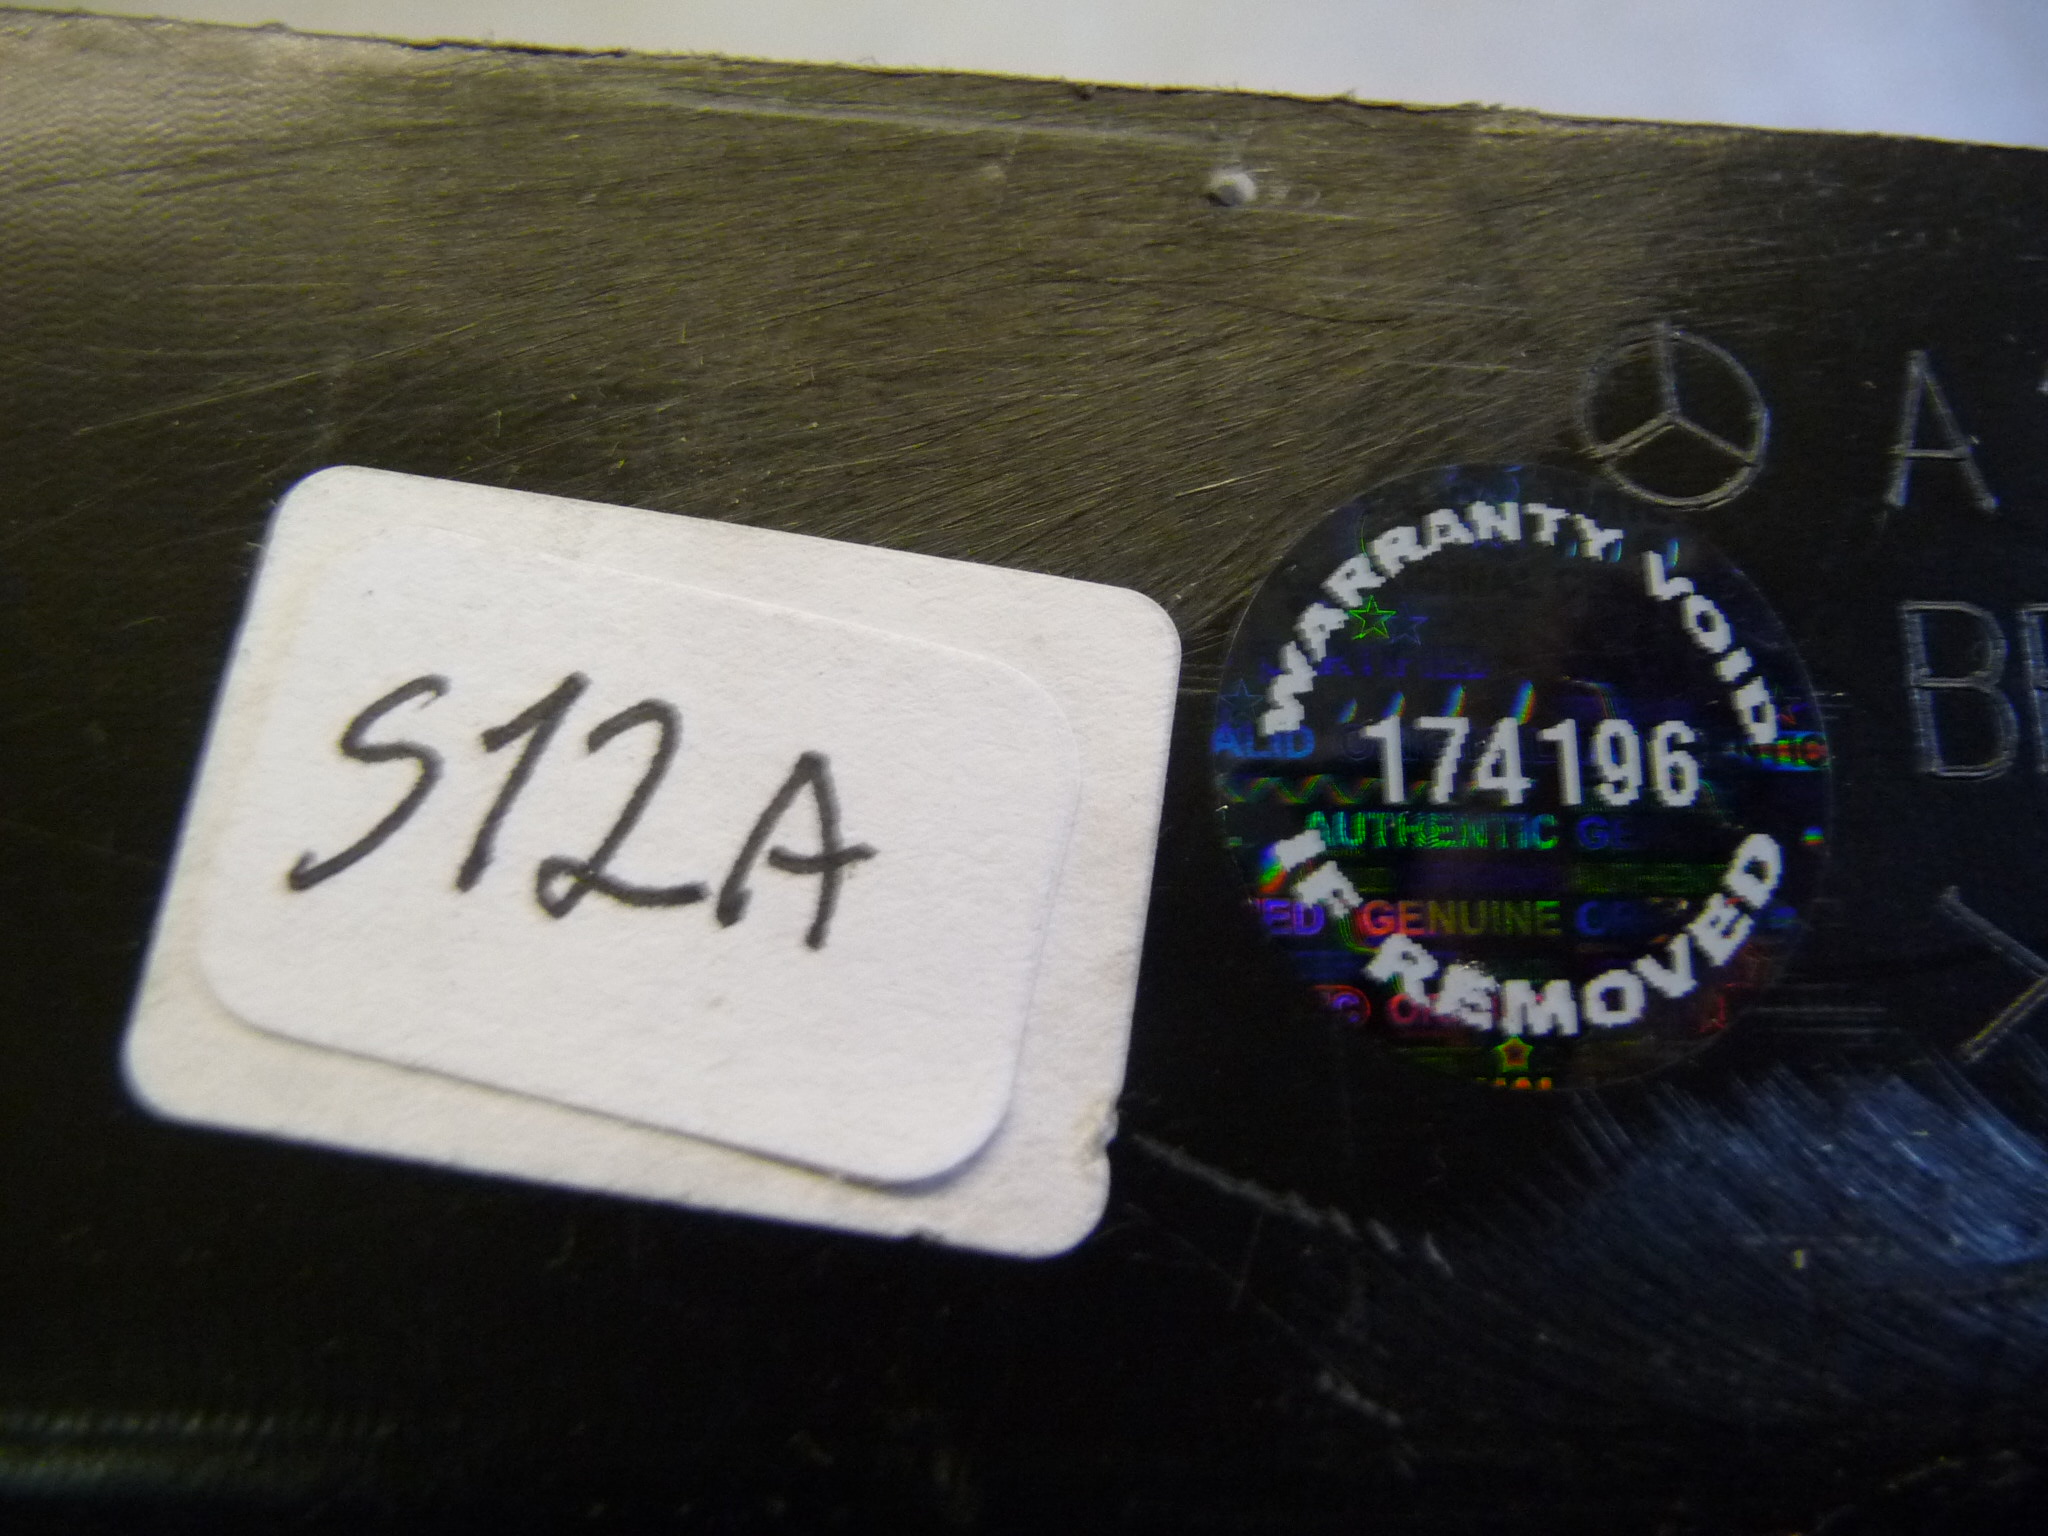 S12A
WARRANTY VOID
174196
AUTHENTIC
GENUINE
IF REMOVED
A